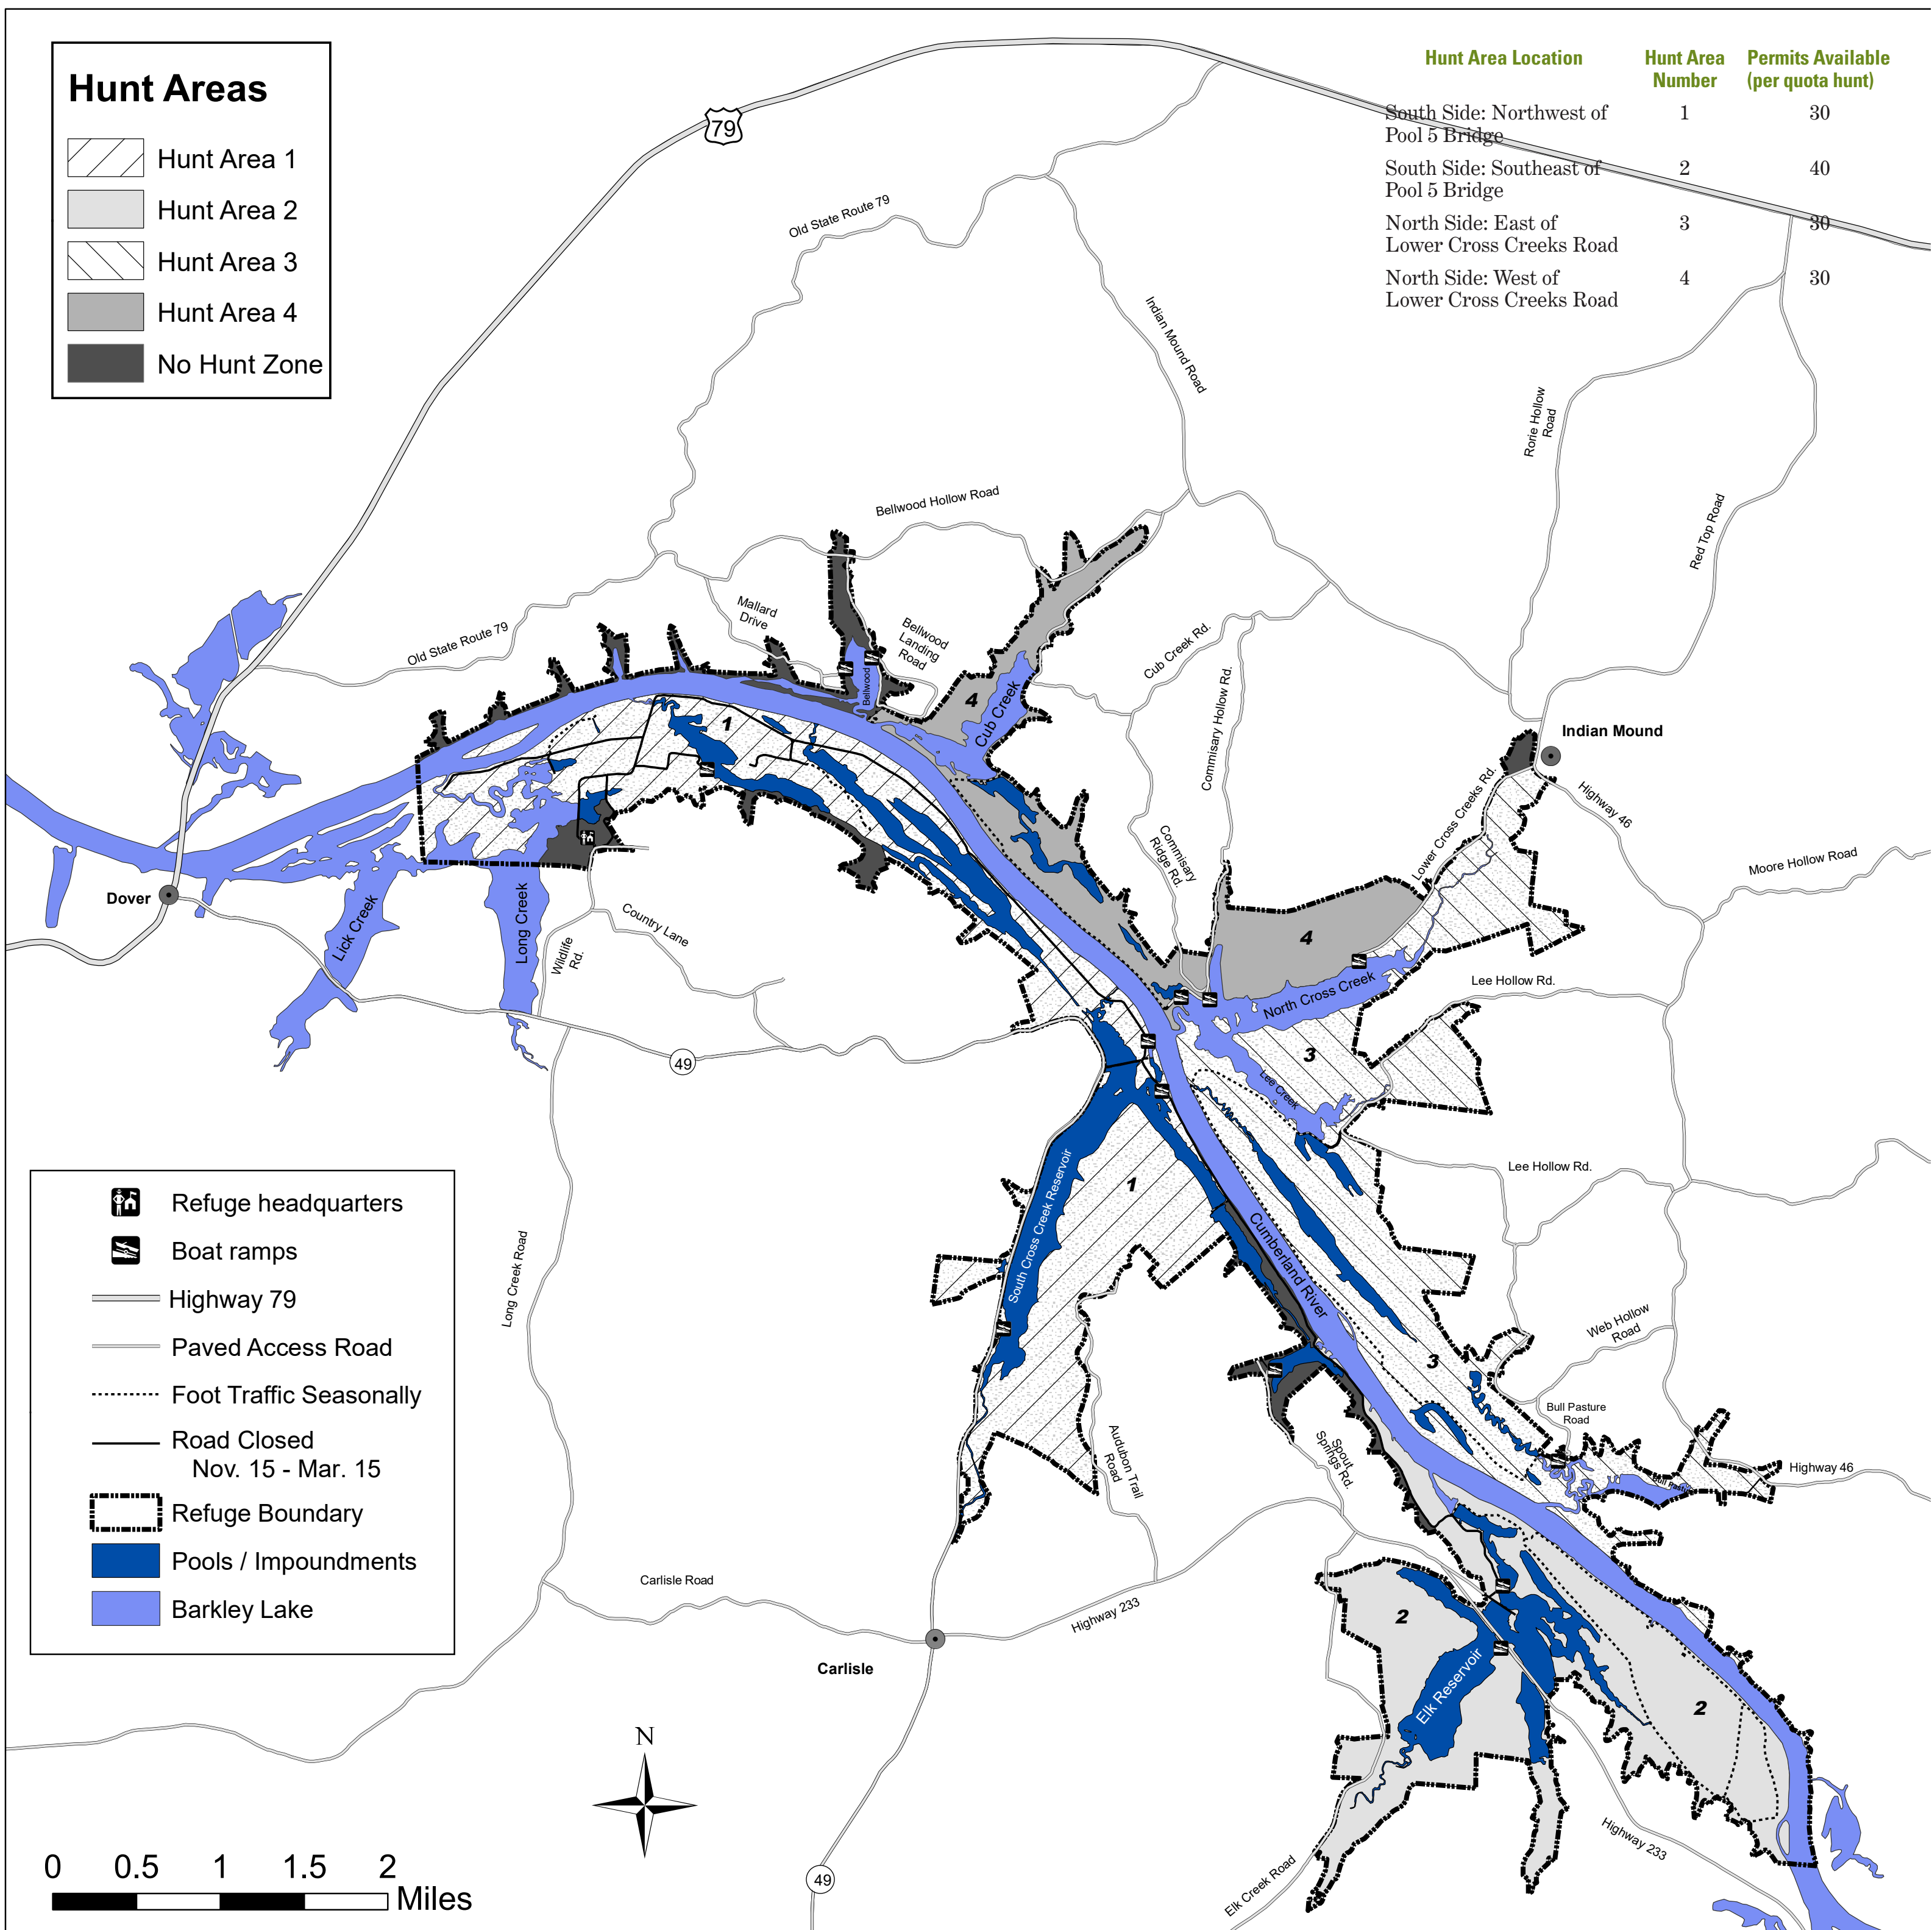 Hunt Areas
Hunt Area 1
Hunt Area 2
Hunt Area 3
Hunt Area 4
No Hunt Zone
79
Hunt Area Location
Hunt Area
Number
Permits Available
(per quota hunt)
South Side: Northwest of
Pool 5 Bridge
1
30
South Side: Southeast of
Pool 5 Bridge
2
40
North Side: East of
Lower Cross Creeks Road
3
30
North Side: West of
Lower Cross Creeks Road
4
30
Old State Route 79
Indian Mound Road
Rorie Hollow
Road
Red Top Road
Bellwood Hollow Road
Mallard
Drive
Bellwood
Landing
Road
Old State Route 79
Bellwood
Cub Creek Rd.
Commisary Hollow Rd.
4
Cub Creek
1
Indian Mound
Lower Cross Creeks Rd.
Highway 46
Commisary
Ridge Rd.
Moore Hollow Road
Dover
Lick Creek
Long Creek
Wildlife
Rd.
Country Lane
4
North Cross Creek
Lee Hollow Rd.
49
3
Lee Creek
Lee Hollow Rd.
1
South Cross Creek Reservoir
Cumberland River
Long Creek Road
Web Hollow
Road
3
Bull Pasture
Road
Bull Pasture
Highway 46
Audubon Trail
Road
Spout
Springs Rd.
Refuge headquarters
Boat ramps
Highway 79
Paved Access Road
Foot Traffic Seasonally
Road Closed
Nov. 15 - Mar. 15
Refuge Boundary
Pools / Impoundments
Barkley Lake
Carlisle Road
Highway 233
Carlisle
2
Elk Reservoir
2
N
Highway 233
Elk Creek Road
49
0 0.5 1 1.5 2
Miles